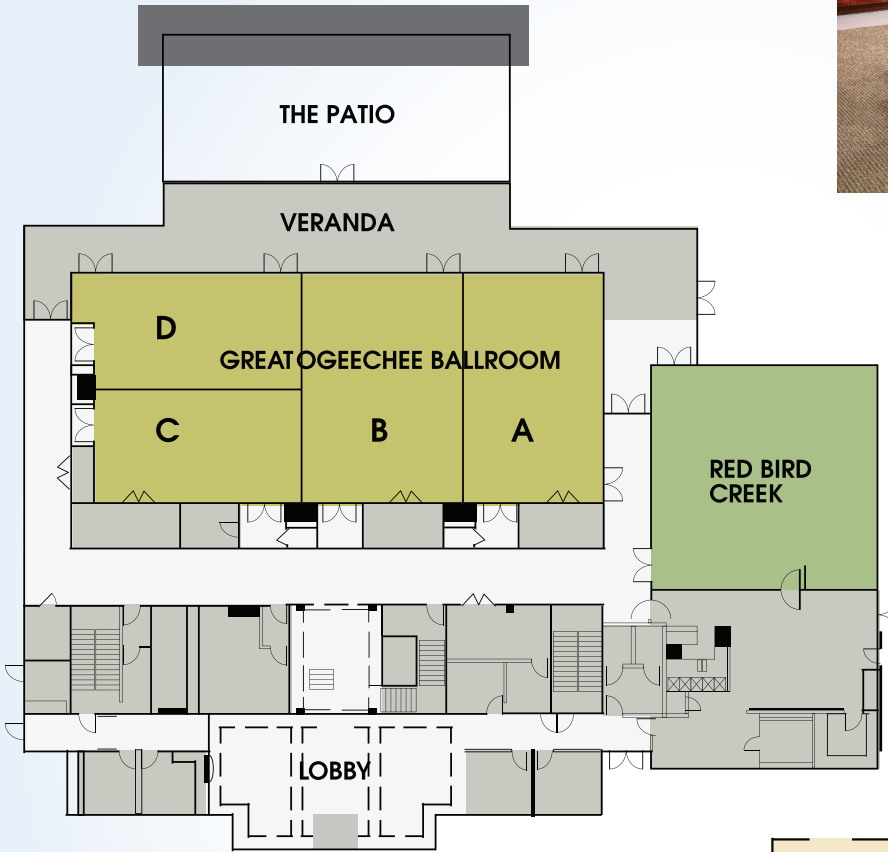 THE PATIO
VERANDA
D
GREAT OGEECHEE BALLROOM
C
B
A
RED BIRD
CREEK
LOBBY